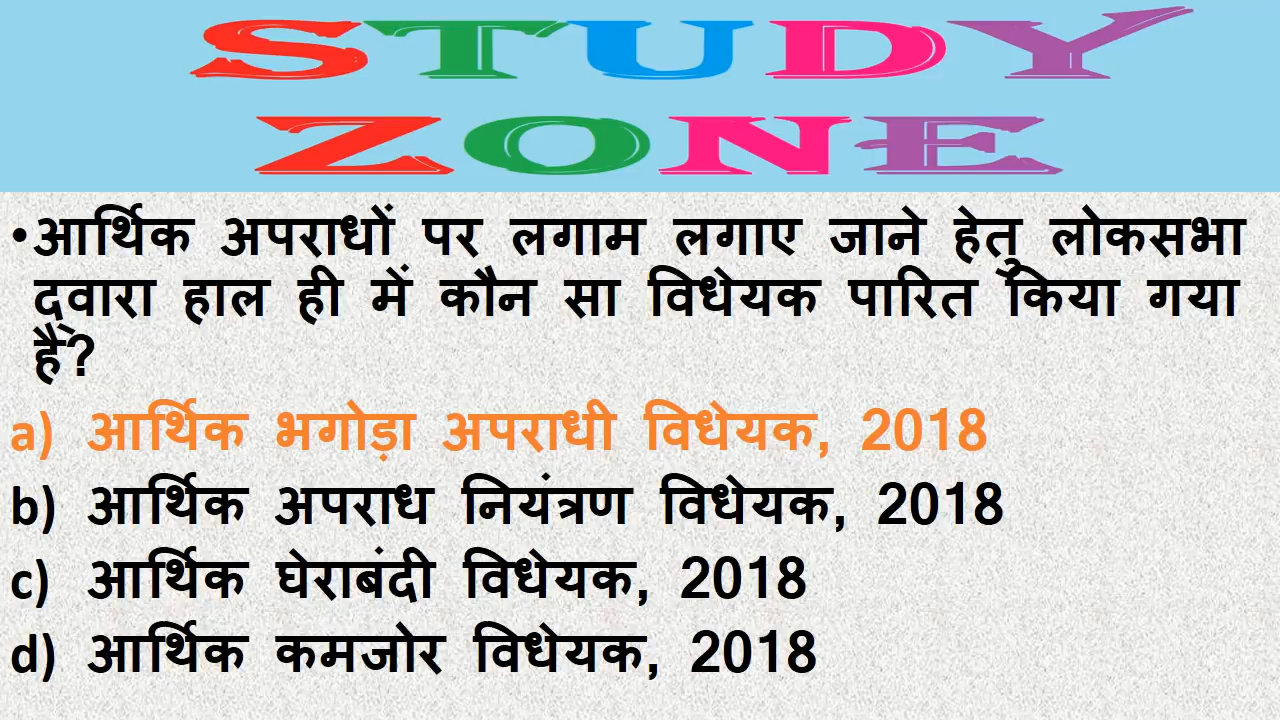 STUDY
ZONE
•आर्थिक अपराधों पर लगाम लगाए जाने हेतु लोकसभा
द्वारा हाल ही में कौन सा विधेयक पारित किया गया
है?
a) आर्थिक भगोड़ा अपराधी विधेयक, 2018
b) आर्थिक अपराध नियंत्रण विधेयक, 2018
c) आर्थिक घेराबंदी विधेयक, 2018
d) आर्थिक कमजोर विधेयक, 2018